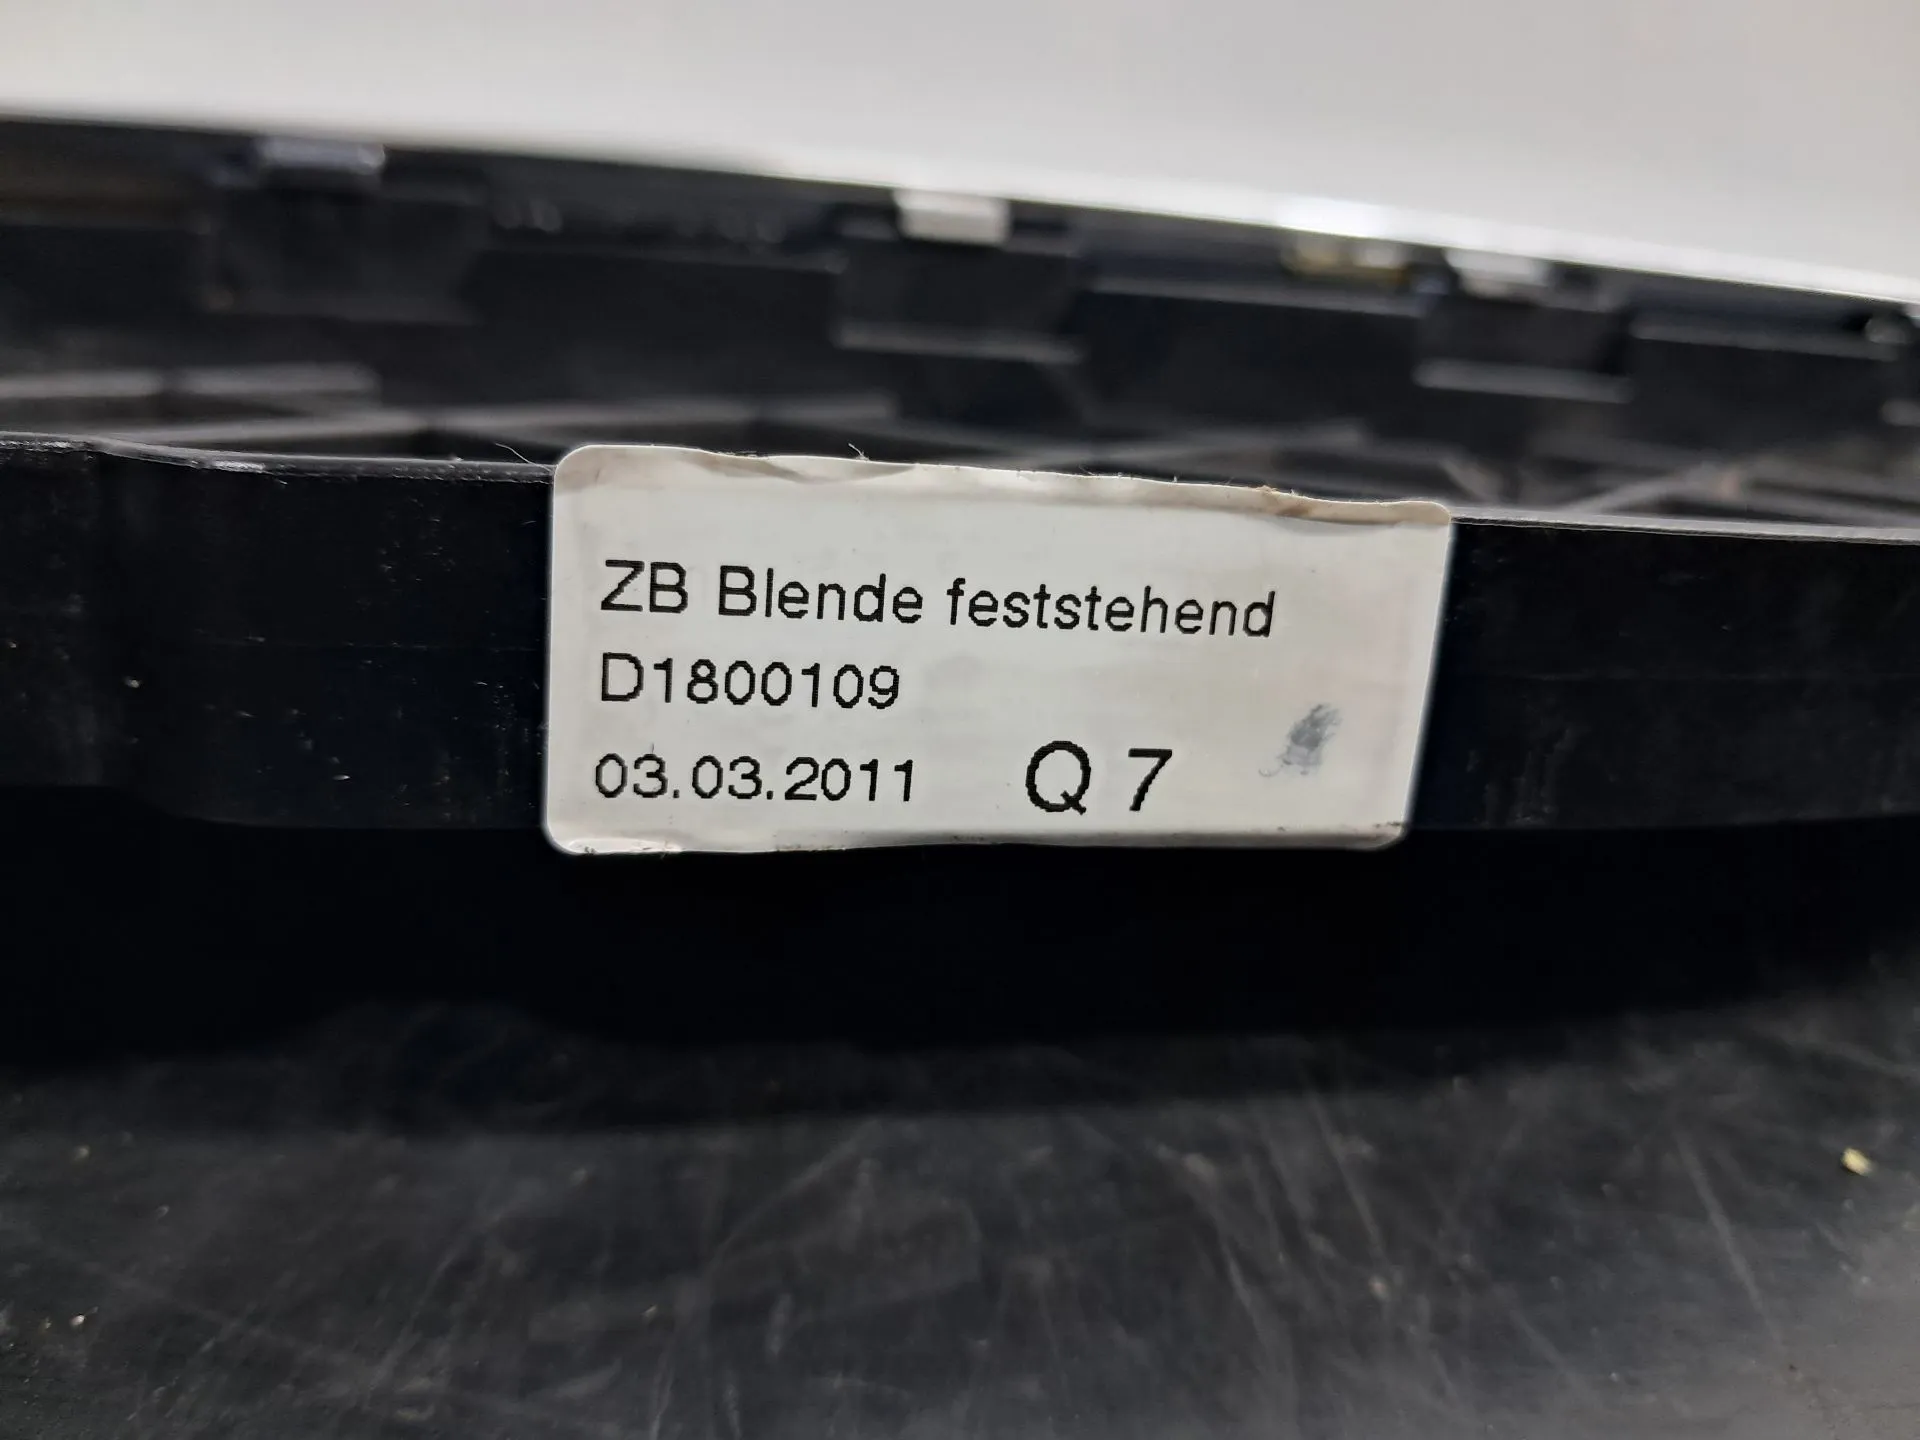 ZB Blende feststehend
D1800109
03.03.2011 Q 7